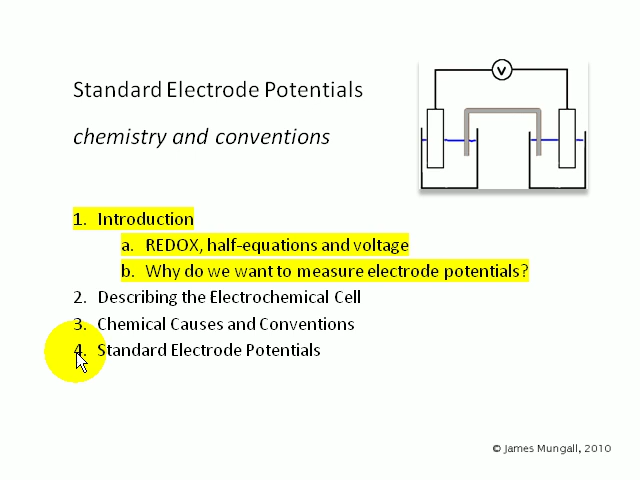 Standard Electrode Potentials
chemistry and conventions
V
1. Introduction
a. REDOX, half-equations and voltage
b. Why do we want to measure electrode potentials?
2. Describing the Electrochemical Cell
3. Chemical Causes and Conventions
4. Standard Electrode Potentials
© James Mungall, 2010